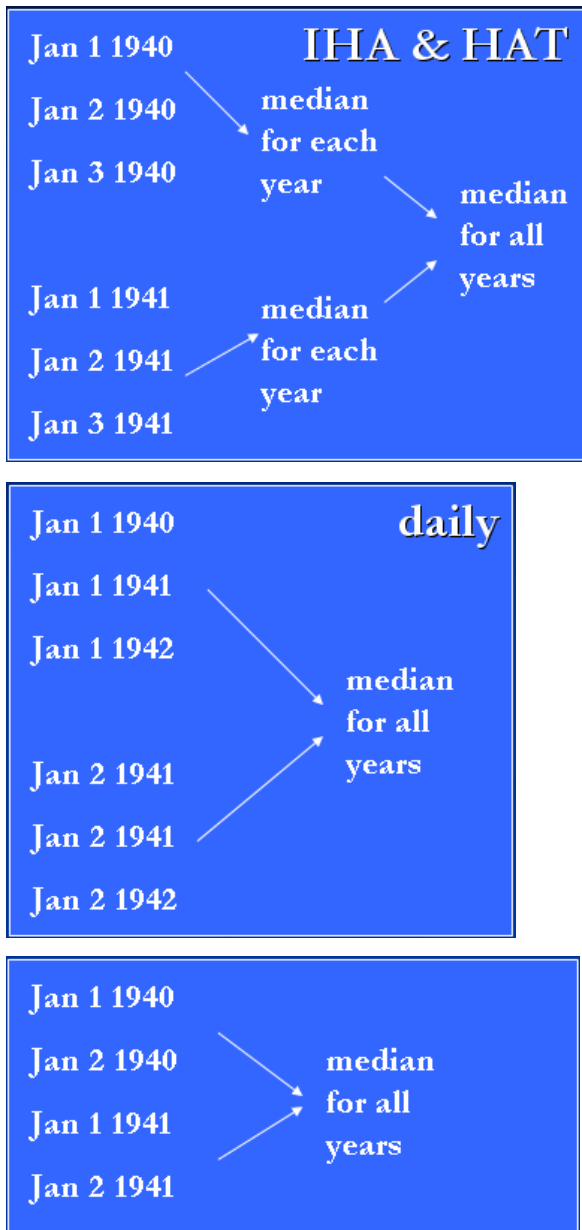 IHA & HAT
Jan 1 1940
Jan 2 1940
Jan 3 1940
median
for each
year
Jan 1 1941
Jan 2 1941
Jan 3 1941
median
for each
year
median
for all
years
daily
Jan 1 1940
Jan 1 1941
Jan 1 1942
Jan 2 1941
Jan 2 1941
Jan 2 1942
median
for all
years
Jan 1 1940
Jan 2 1940
Jan 1 1941
Jan 2 1941
median
for all
years